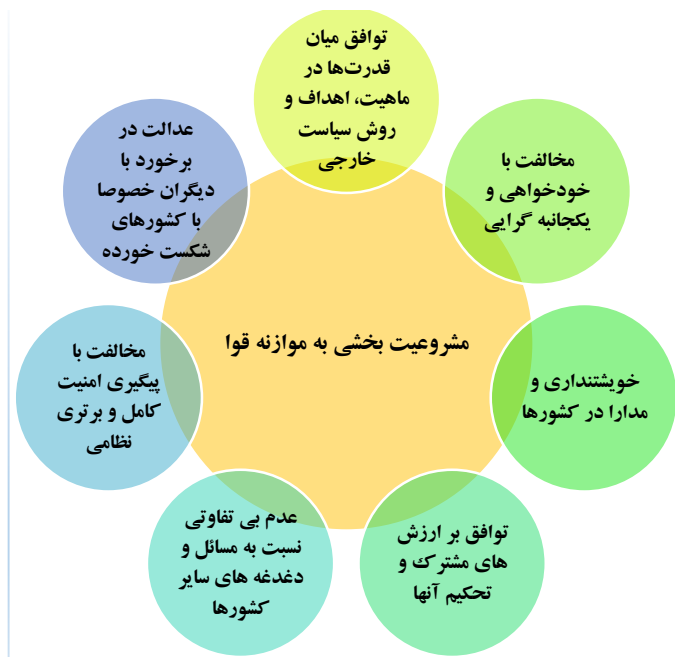 توافق میان
قدرت‌ها در
ماهیت، اهداف و
روش سیاست
خارجی
مخالفت با
خودخواهی و
یکجانبه گرایی
خویشتنداری و
مدارا در کشورها
توافق بر ارزش
های مشترک و
تحکیم آنها
عدم بی تفاوتی
نسبت به مسائل و
دغدغه های سایر
کشورها
مخالفت با
پیگیری امنیت
کامل و برتری
نظامی
عدالت در
برخورد با
دیگران خصوصا
با کشورهای
شکست خورده
مشروعیت بخشی به موازنه قوا